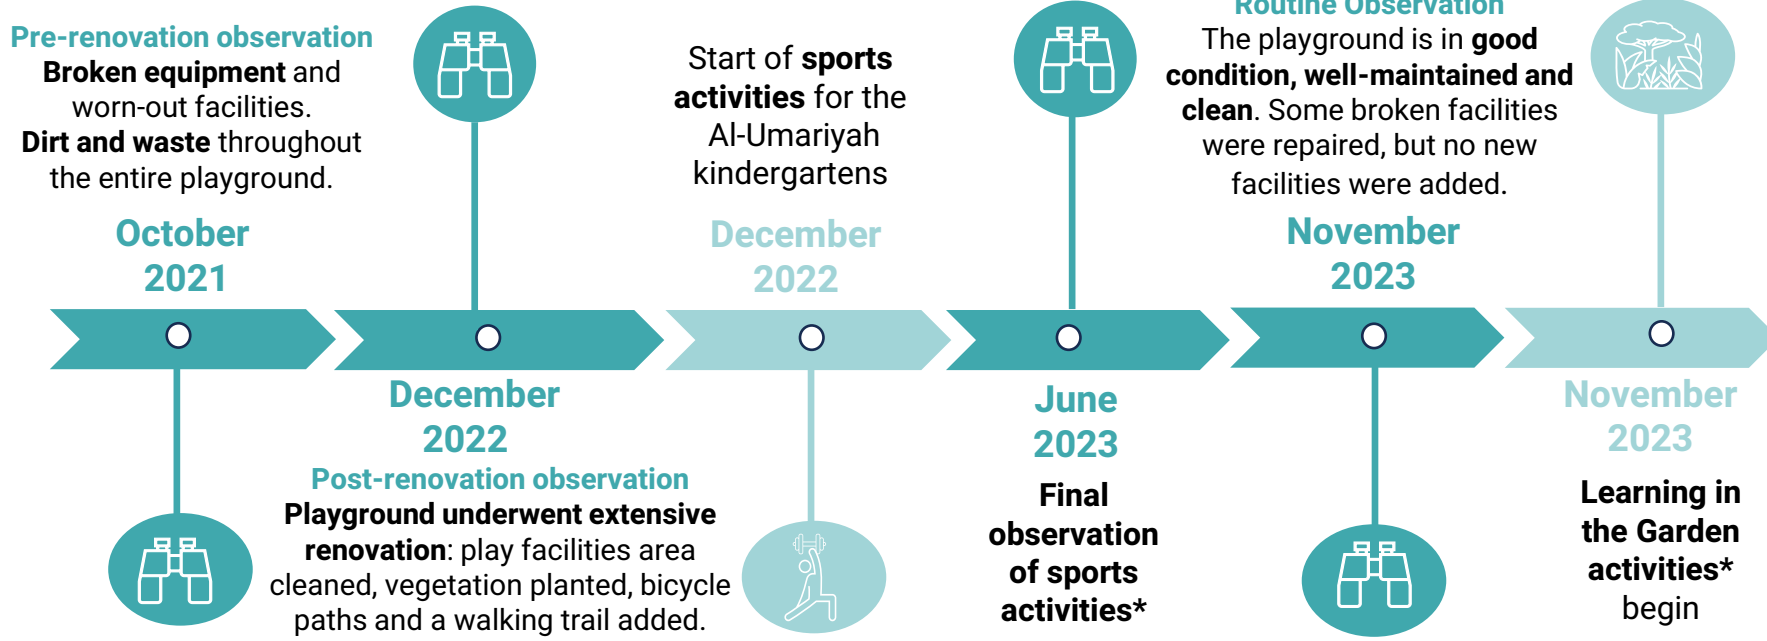 Pre-renovation observation
Broken equipment and
worn-out facilities.
Dirt and waste throughout
the entire playground.
October
2021
December
2022
Post-renovation observation
Playground underwent extensive
renovation: play facilities area
cleaned, vegetation planted, bicycle
paths and a walking trail added.
Start of sports
activities for the
Al-Umariyah
kindergartens
December
2022
June
2023
Final
observation
of sports
activities*
Routine Observation
The playground is in good
condition, well-maintained and
clean. Some broken facilities
were repaired, but no new
facilities were added.
November
2023
November
2023
Learning in
the Garden
activities*
begin